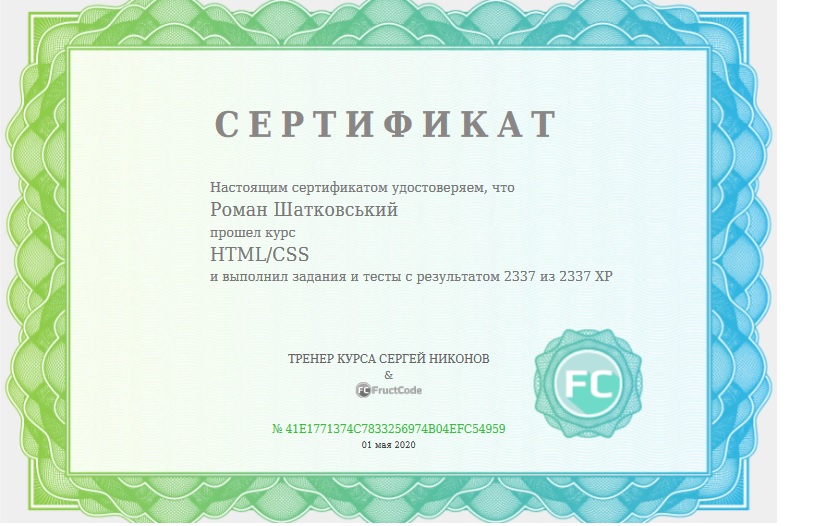 СЕРТИФИКАТ
Настоящим сертификатом удостоверяем, что
Роман Шатковський
прошел курс
HTML/CSS
и выполнил задания и тесты с результатом 2337 из 2337 XP
ТРЕНЕР КУРСА СЕРГЕЙ НИКОНОВ
&
FC FructCode
FC
№ 41E1771374C7833256974B04EFC54959
01 мая 2020